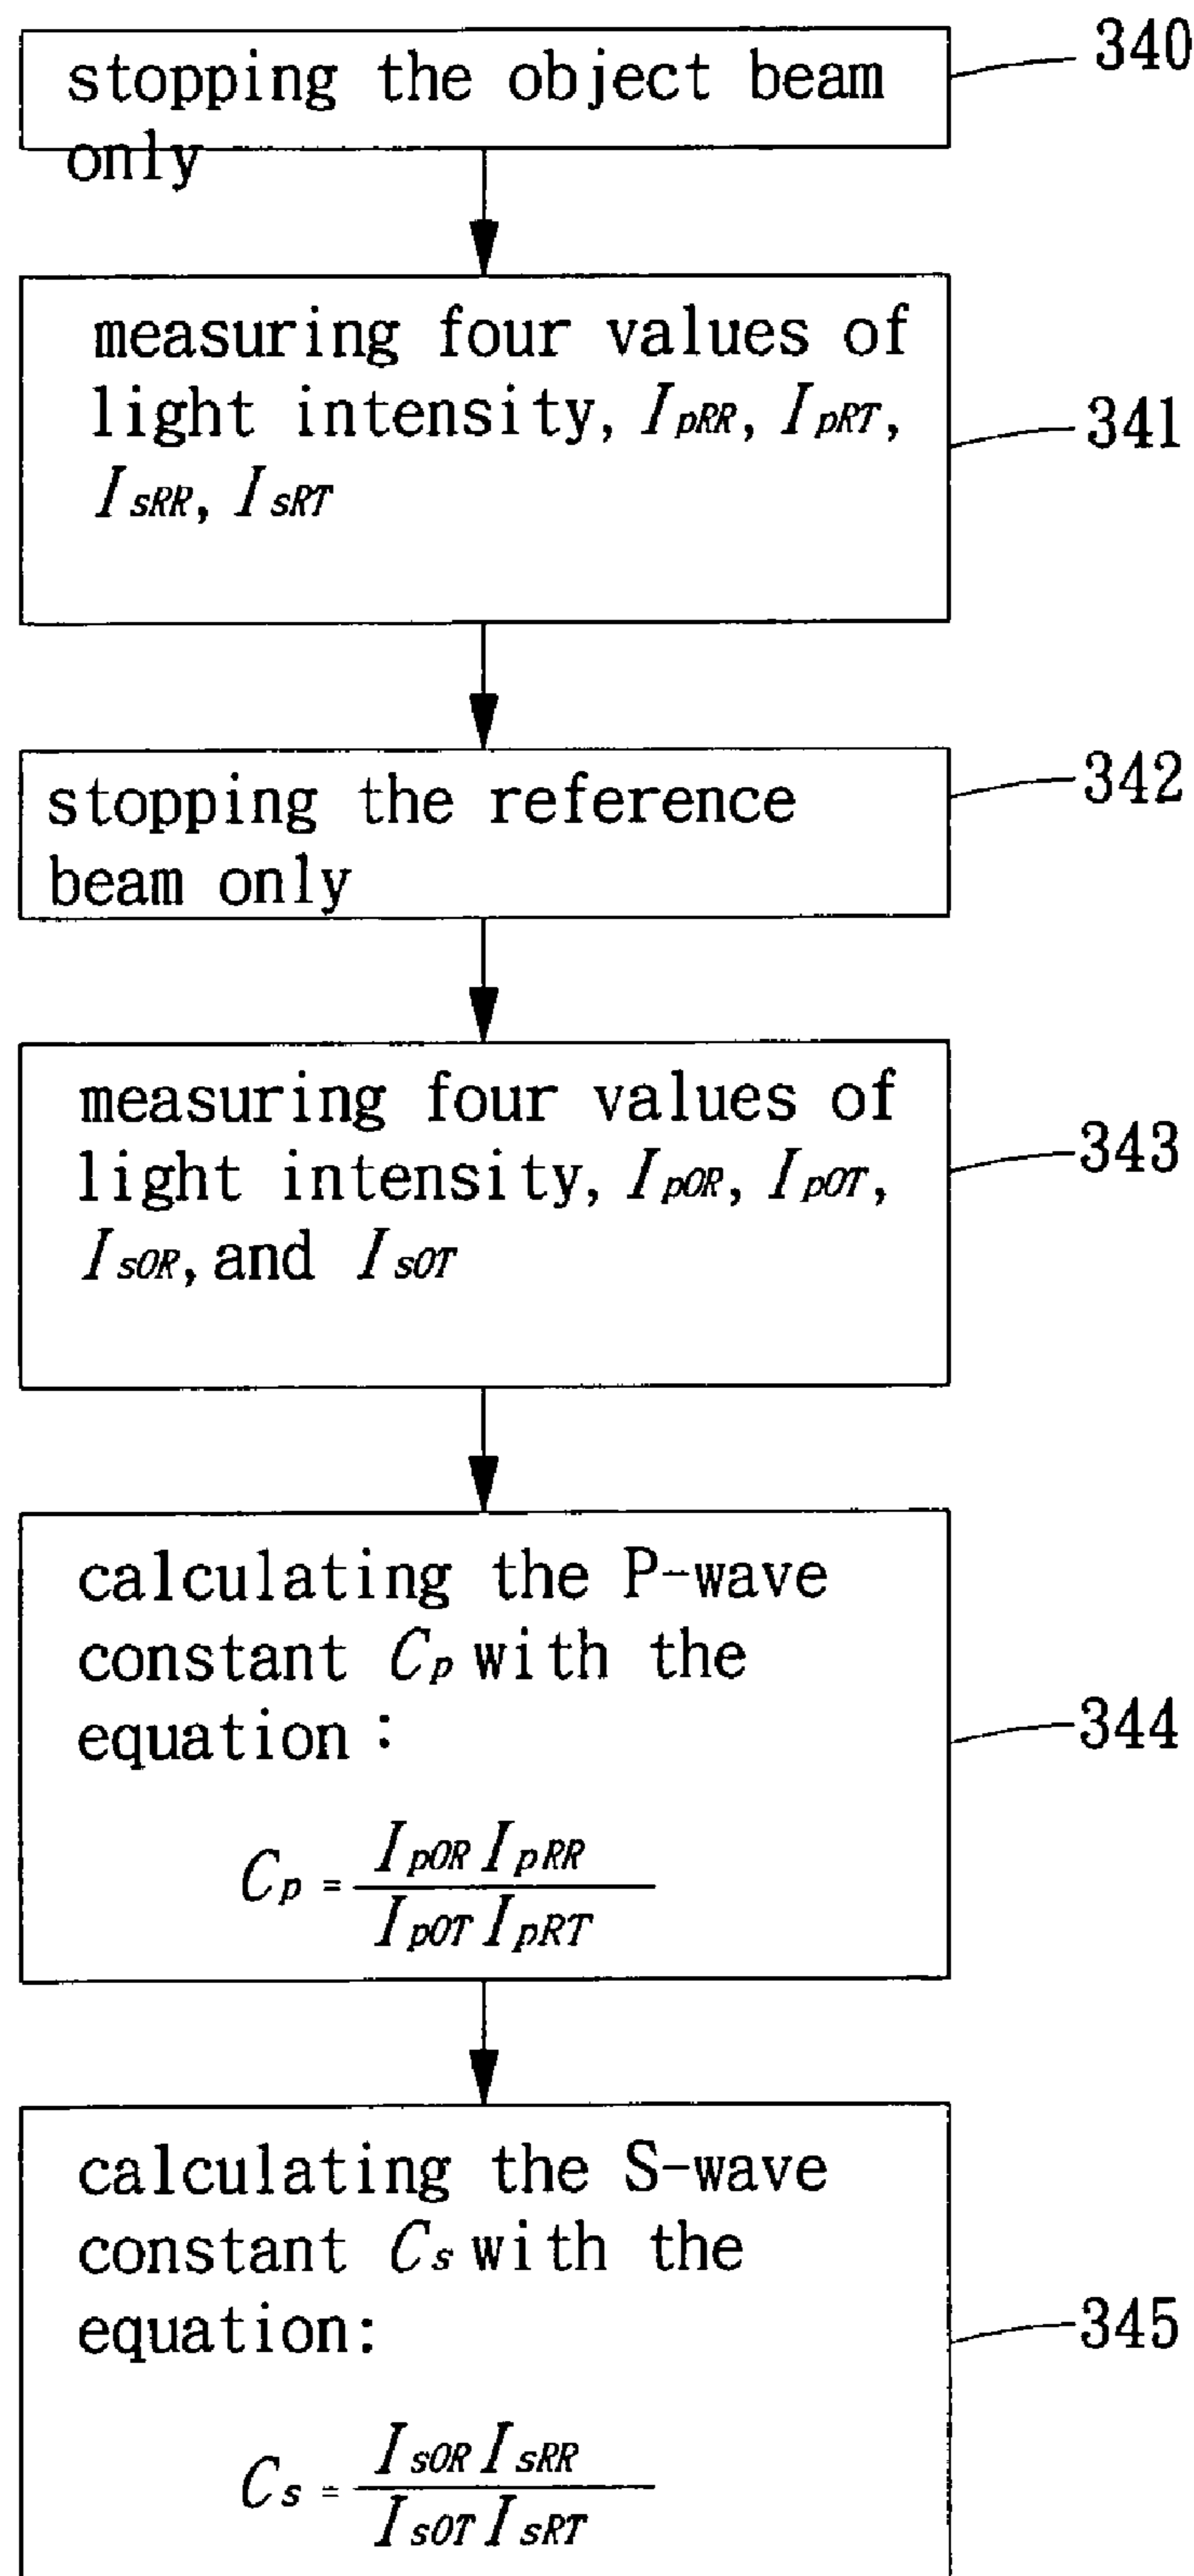 stopping the object beam
only
340
measuring four values of
light intensity, IpRR, IpRT,
IsRR, IsRT
341
stopping the reference
beam only
342
measuring four values of
light intensity, IpOR, IpOT,
IsOR, and IsOT
343
calculating the P-wave
constant Cp with the
equation:
Cp = IpOR IpRR
IpOT IpRT
344
calculating the S-wave
constant Cs with the
equation:
Cs = IsOR IsRR
IsOT IsRT
345